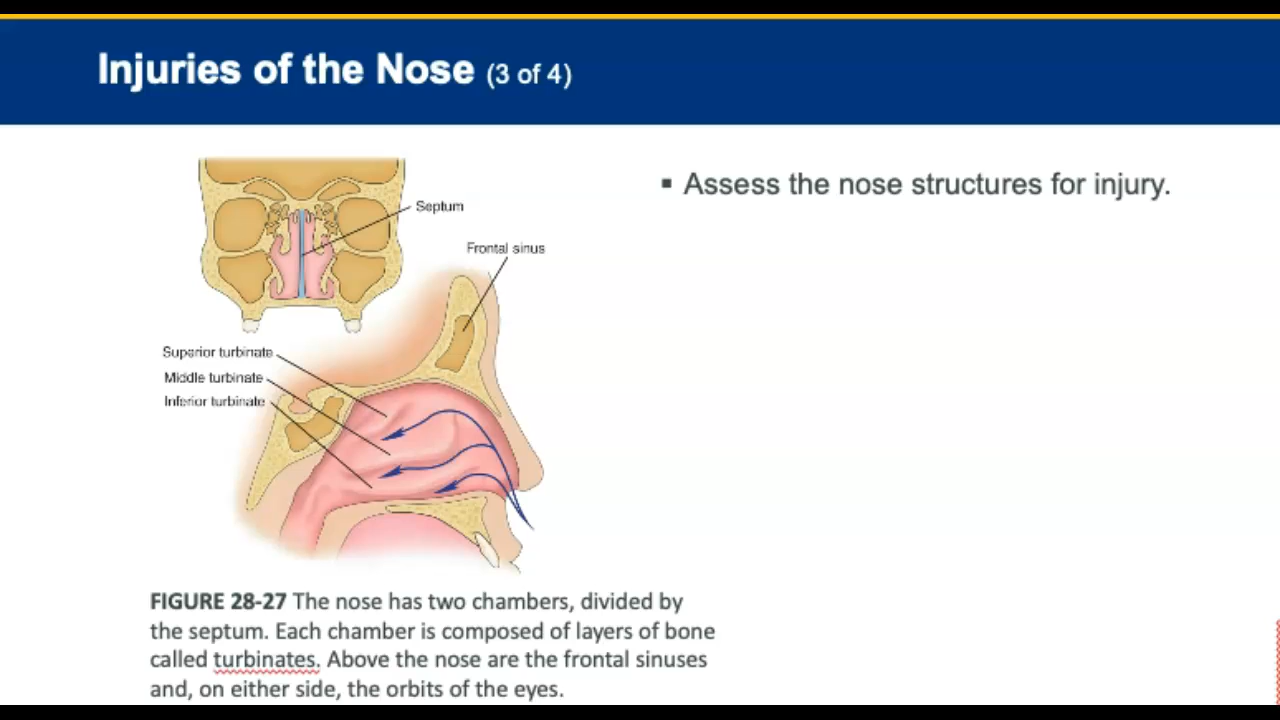 Injuries of the Nose (3 of 4)
▪ Assess the nose structures for injury.
Septum
Frontal sinus
Superior turbinate
Middle turbinate
Inferior turbinate
FIGURE 28-27 The nose has two chambers, divided by
the septum. Each chamber is composed of layers of bone
called turbinates. Above the nose are the frontal sinuses
and, on either side, the orbits of the eyes.